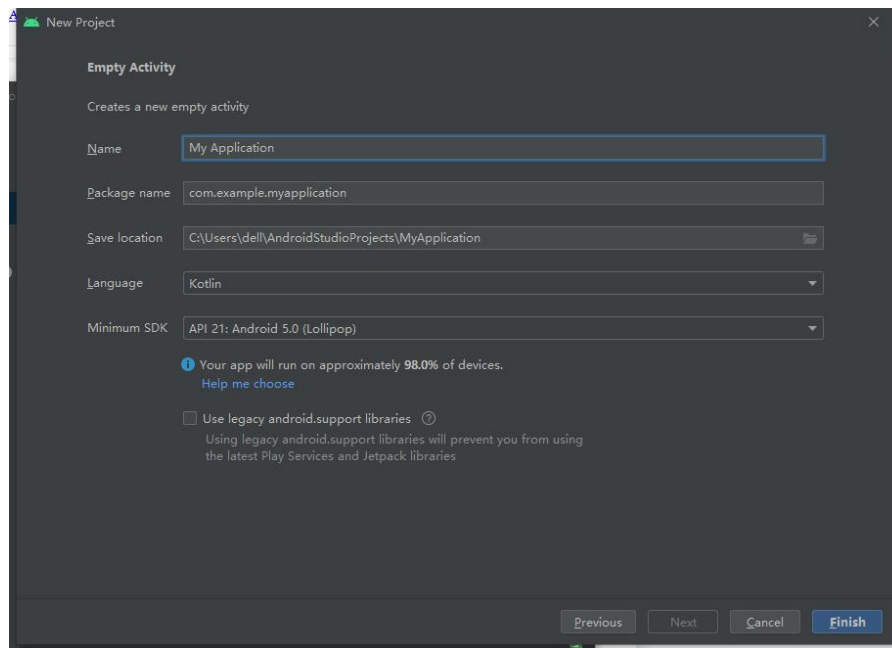 New Project
Empty Activity
Creates a new empty activity
Name My Application
Package name com.example.myapplication
Save location C:\Users\dell\AndroidStudioProjects\MyApplication
Language Kotlin
Minimum SDK API 21: Android 5.0 (Lollipop)
Your app will run on approximately 98.0% of devices.
Help me choose
Use legacy android.support libraries
Using legacy android.support libraries will prevent you from using
the latest Play Services and Jetpack libraries
Previous Next Cancel Finish